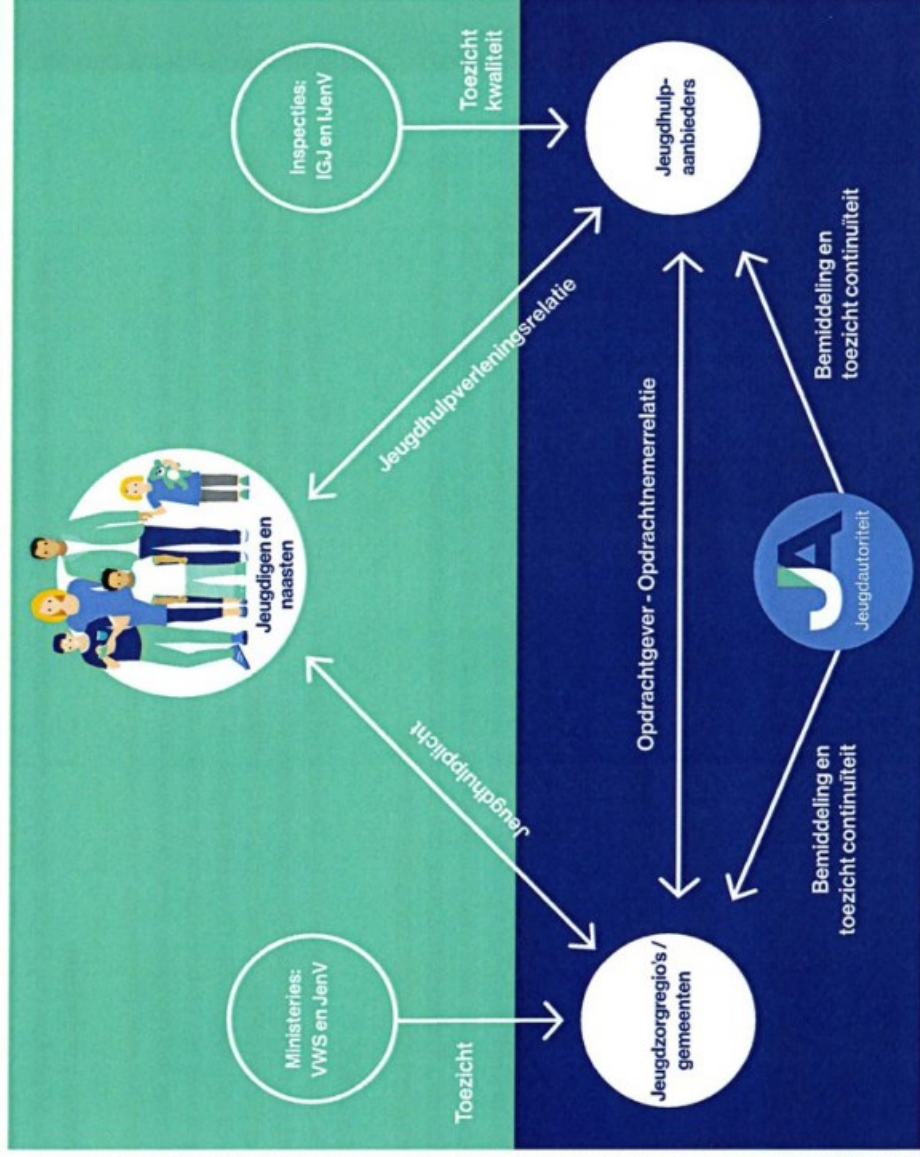 Jeugdigen en
naasten
Ministeries:
VWS en JenV
Inspecties:
IGJ en IJenV
Toezicht
Jeugdhulpplicht
Jeugdhulpverleningsrelatie
Toezicht
kwaliteit
Jeugdzorgregio's /
gemeenten
Opdrachtgever - Opdrachtnemerrelatie
Jeugdhulp-
aanbieders
Bemiddeling en
toezicht continuïteit
JA
Jeugdautoriteit
Bemiddeling en
toezicht continuïteit